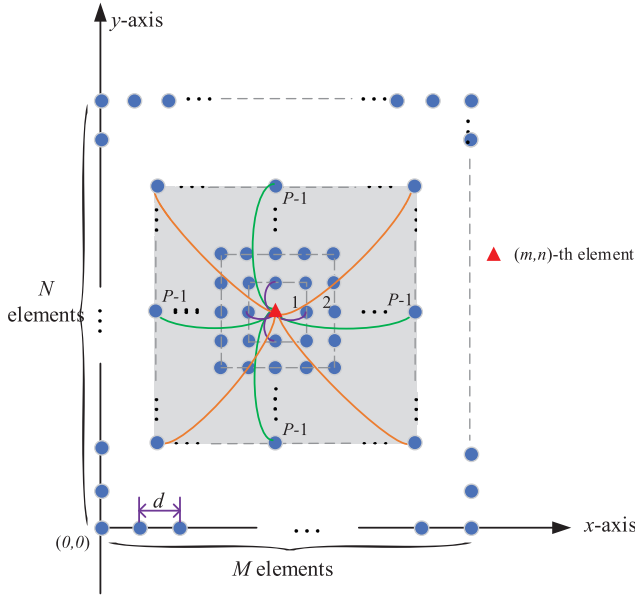 y-axis
P-1
(m,n)-th element
N
elements
P-1
1
2
P-1
P-1
d
(0,0)
x-axis
M elements